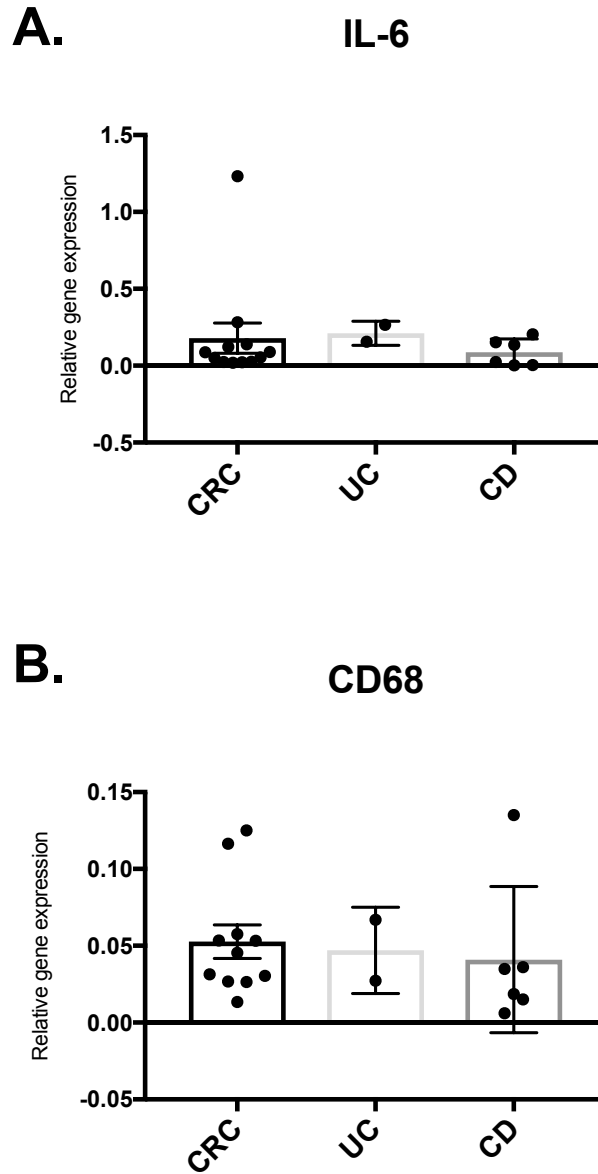 A.
IL-6
Relative gene expression
1.5
1.0
0.5
0.0
-0.5
CRC
UC
CD
B.
CD68
Relative gene expression
0.15
0.10
0.05
0.00
-0.05
CRC
UC
CD